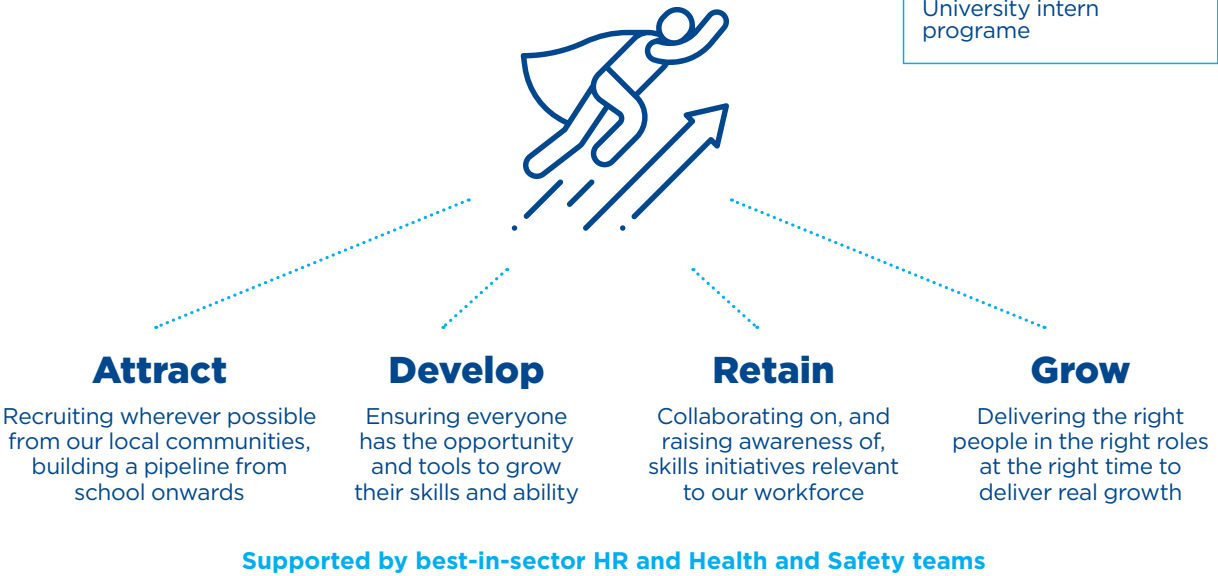 University intern
programe
Attract
Recruiting wherever possible
from our local communities,
building a pipeline from
school onwards
Develop
Ensuring everyone
has the opportunity
and tools to grow
their skills and ability
Retain
Collaborating on, and
raising awareness of,
skills initiatives relevant
to our workforce
Grow
Delivering the right
people in the right roles
at the right time to
deliver real growth
Supported by best-in-sector HR and Health and Safety teams